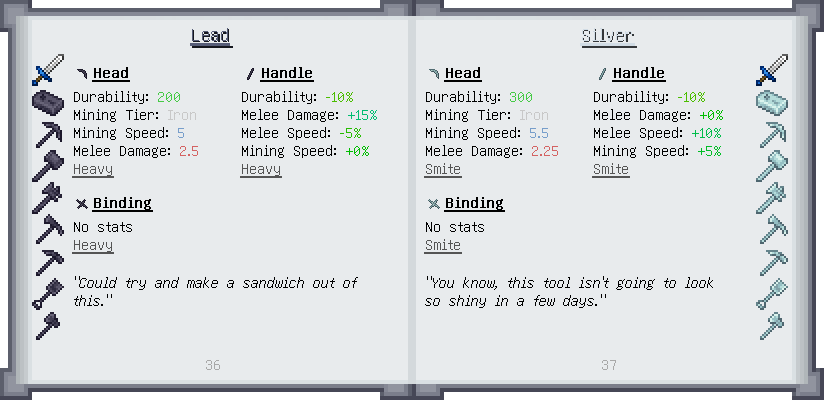 Lead
Head
Durability: 200
Mining Tier: Iron
Mining Speed: 5
Melee Damage: 2.5
Heavy
Handle
Durability: -10%
Melee Damage: +15%
Melee Speed: -5%
Mining Speed: +0%
Heavy
Binding
No stats
Heavy
"Could try and make a sandwich out of
this."
36
Silver
Head
Durability: 300
Mining Tier: Iron
Mining Speed: 5.5
Melee Damage: 2.25
Smite
Handle
Durability: -10%
Melee Damage: +0%
Melee Speed: +10%
Mining Speed: +5%
Smite
Binding
No stats
Smite
"You know, this tool isn't going to look
so shiny in a few days."
37